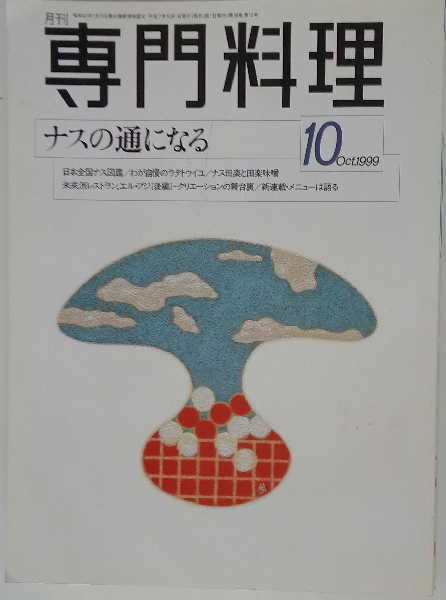 月刊
専門料理
ナスの通になる
10
Oct.1999
日本全国ナス図鑑／わが自慢のラタトゥイユ／ナス田楽と田楽味噌
未来派レストラン、エル・ブジ[後編]—クリエーションの舞台裏／新連載・メニューは語る